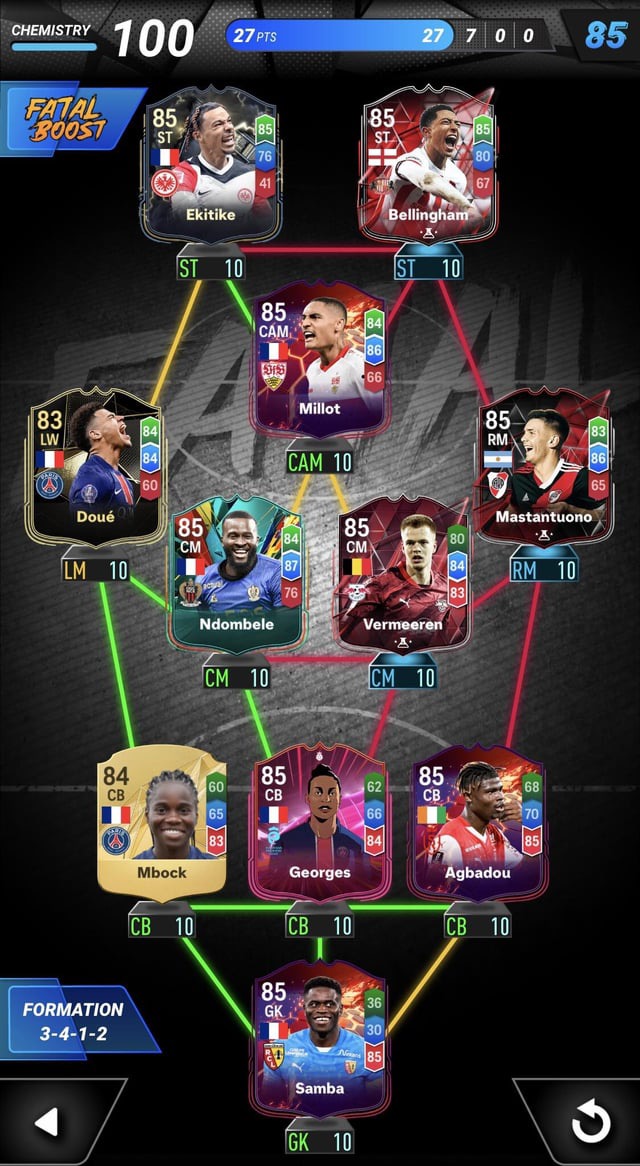 CHEMISTRY 100 27 PTS 27 7 0 0 85
FATAL
BOOST
85 ST 85 76 41
Ekitike
85 ST 85 80 67
Bellingham
ST 10
ST 10
85 CAM 84 86 66
Millot
CAM 10
83 LW 84 84 60
Doué
LM 10
85 RM 83 86 65
Mastantuono
RM 10
85 CM 84 87 76
Ndombele
CM 10
85 CM 80 84 83
Vermeeren
CM 10
84 CB 60 65 83
Mbock
CB 10
85 CB 62 66 84
Georges
CB 10
85 CB 68 70 85
Agbadou
CB 10
85 GK 36 30 85
Samba
GK 10
FORMATION
3-4-1-2